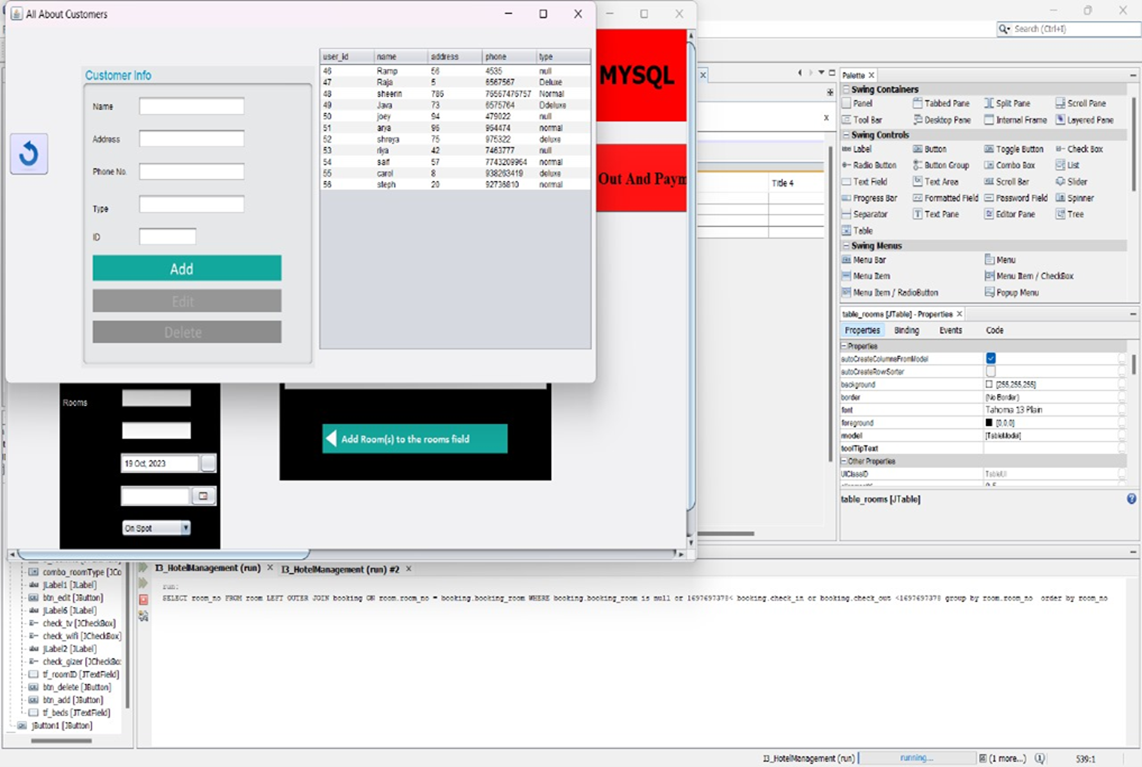 All About Customers
Customer Info
Name
Address
Phone No.
Type
ID
Add
Edit
Delete
user_id name address phone type
46 Ramp 56 4535 null
47 Raja 5 6567567 Deluxe
48 sheenn 786 76567476757 Normal
49 Java 73 6575764 Ddeluxe
50 joey 94 479022 null
51 arya 95 954474 normal
52 shreya 75 975322 deluxe
53 riya 42 7463777 null
54 saif 57 7743209964 normal
55 carol 8 938263419 deluxe
56 steph 20 92736810 normal
MYSQL
Out And Paym
Rooms
19 Oct, 2023
On Spot
Add Room(s) to the rooms field
Title 4
Search (Ctrl+I)
Palette
Swing Containers
Panel Tabbed Pane Split Pane Scroll Pane
Tool Bar Desktop Pane Internal Frame Layered Pane
Swing Controls
Label Button Toggle Button Check Box
Radio Button Button Group Combo Box List
Text Field Text Area Scroll Bar Slider
Progress Bar Formatted Field Password Field Spinner
Separator Text Pane Editor Pane Tree
Table
Swing Menus
Menu Bar Menu
Menu Item Menu Item / CheckBox
Menu Item / RadioButton Popup Menu
table_rooms [JTable] - Properties
Properties Binding Events Code
Properties
autoCreateColumnsFromModel
autoCreateRowSorter
background [255,255,255]
border (No Border)
font Tahoma 13 Plain
foreground [0,0,0]
model [TableModel]
toolTipText
Other Properties
UIClassID TableUI
table_rooms [JTable]
combo_roomType [JCo
jLabel1 [JLabel]
btn_edit [JButton]
jLabel6 [JLabel]
check_tv [JCheckBox]
check_wifi [JCheckBox]
jLabel2 [JLabel]
check_gizer [JCheckBo
tf_roomID [JTextField]
btn_delete [JButton]
btn_add [JButton]
tf_beds [JTextField]
jButton1 [JButton]
I3_HotelManagement (run) I3_HotelManagement (run) #2
run:
SELECT room_no FROM room LEFT OUTER JOIN booking ON room.room_no = booking.booking_room WHERE booking.booking_room is null or 1697697378< booking.check_in or booking.check_out <1697697378 group by room.room_no order by room_no
I3_HotelManagement (run) running... (1 more...) 539:1